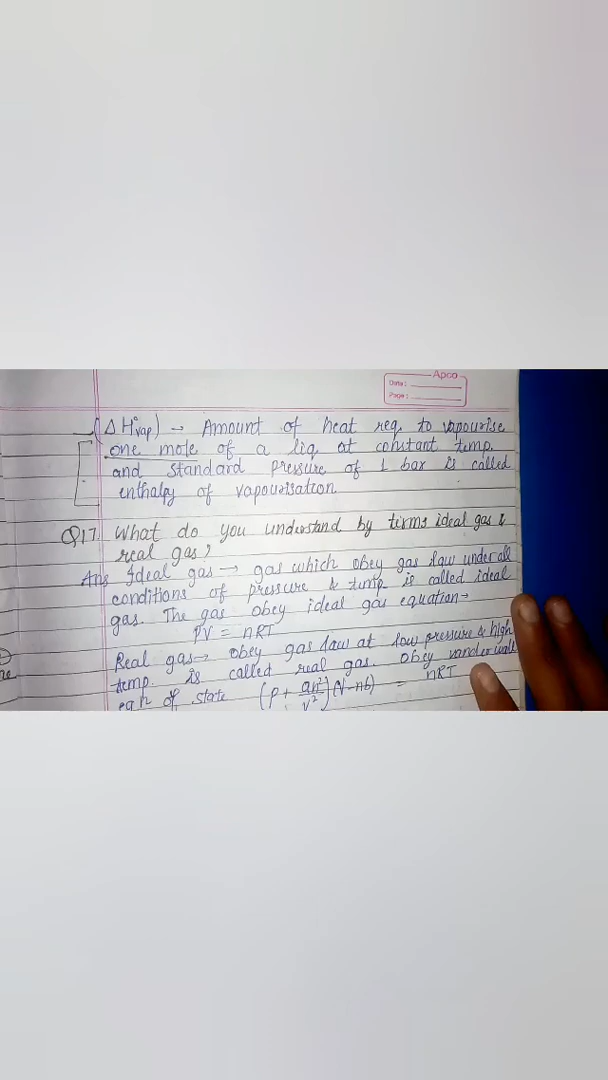 Apco
Date :
Page :
(ΔH°vap) → Amount of heat req. to vapourise
one mole of a liq at constant temp.
and standard pressure of 1 bar is called
enthalpy of vapourisation
Q17. What do you understand by terms ideal gas &
real gas?
Ans Ideal gas → gas which obey gas law under all
conditions of pressure & temp is called ideal
gas. The gas obey ideal gas equation→
PV = nRT
Real gas→ obey gas law at low pressure & high
temp. is called real gas. Obey vander wall
eqn of state (P + an²/v²)(V-nb) = nRT